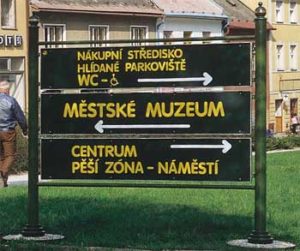 NÁKUPNÍ STŘEDISKO
HLÍDANÉ PARKOVIŠTĚ
WC -
MĚSTSKÉ MUZEUM
CENTRUM
PĚŠÍ ZÓNA - NÁMĚSTÍ